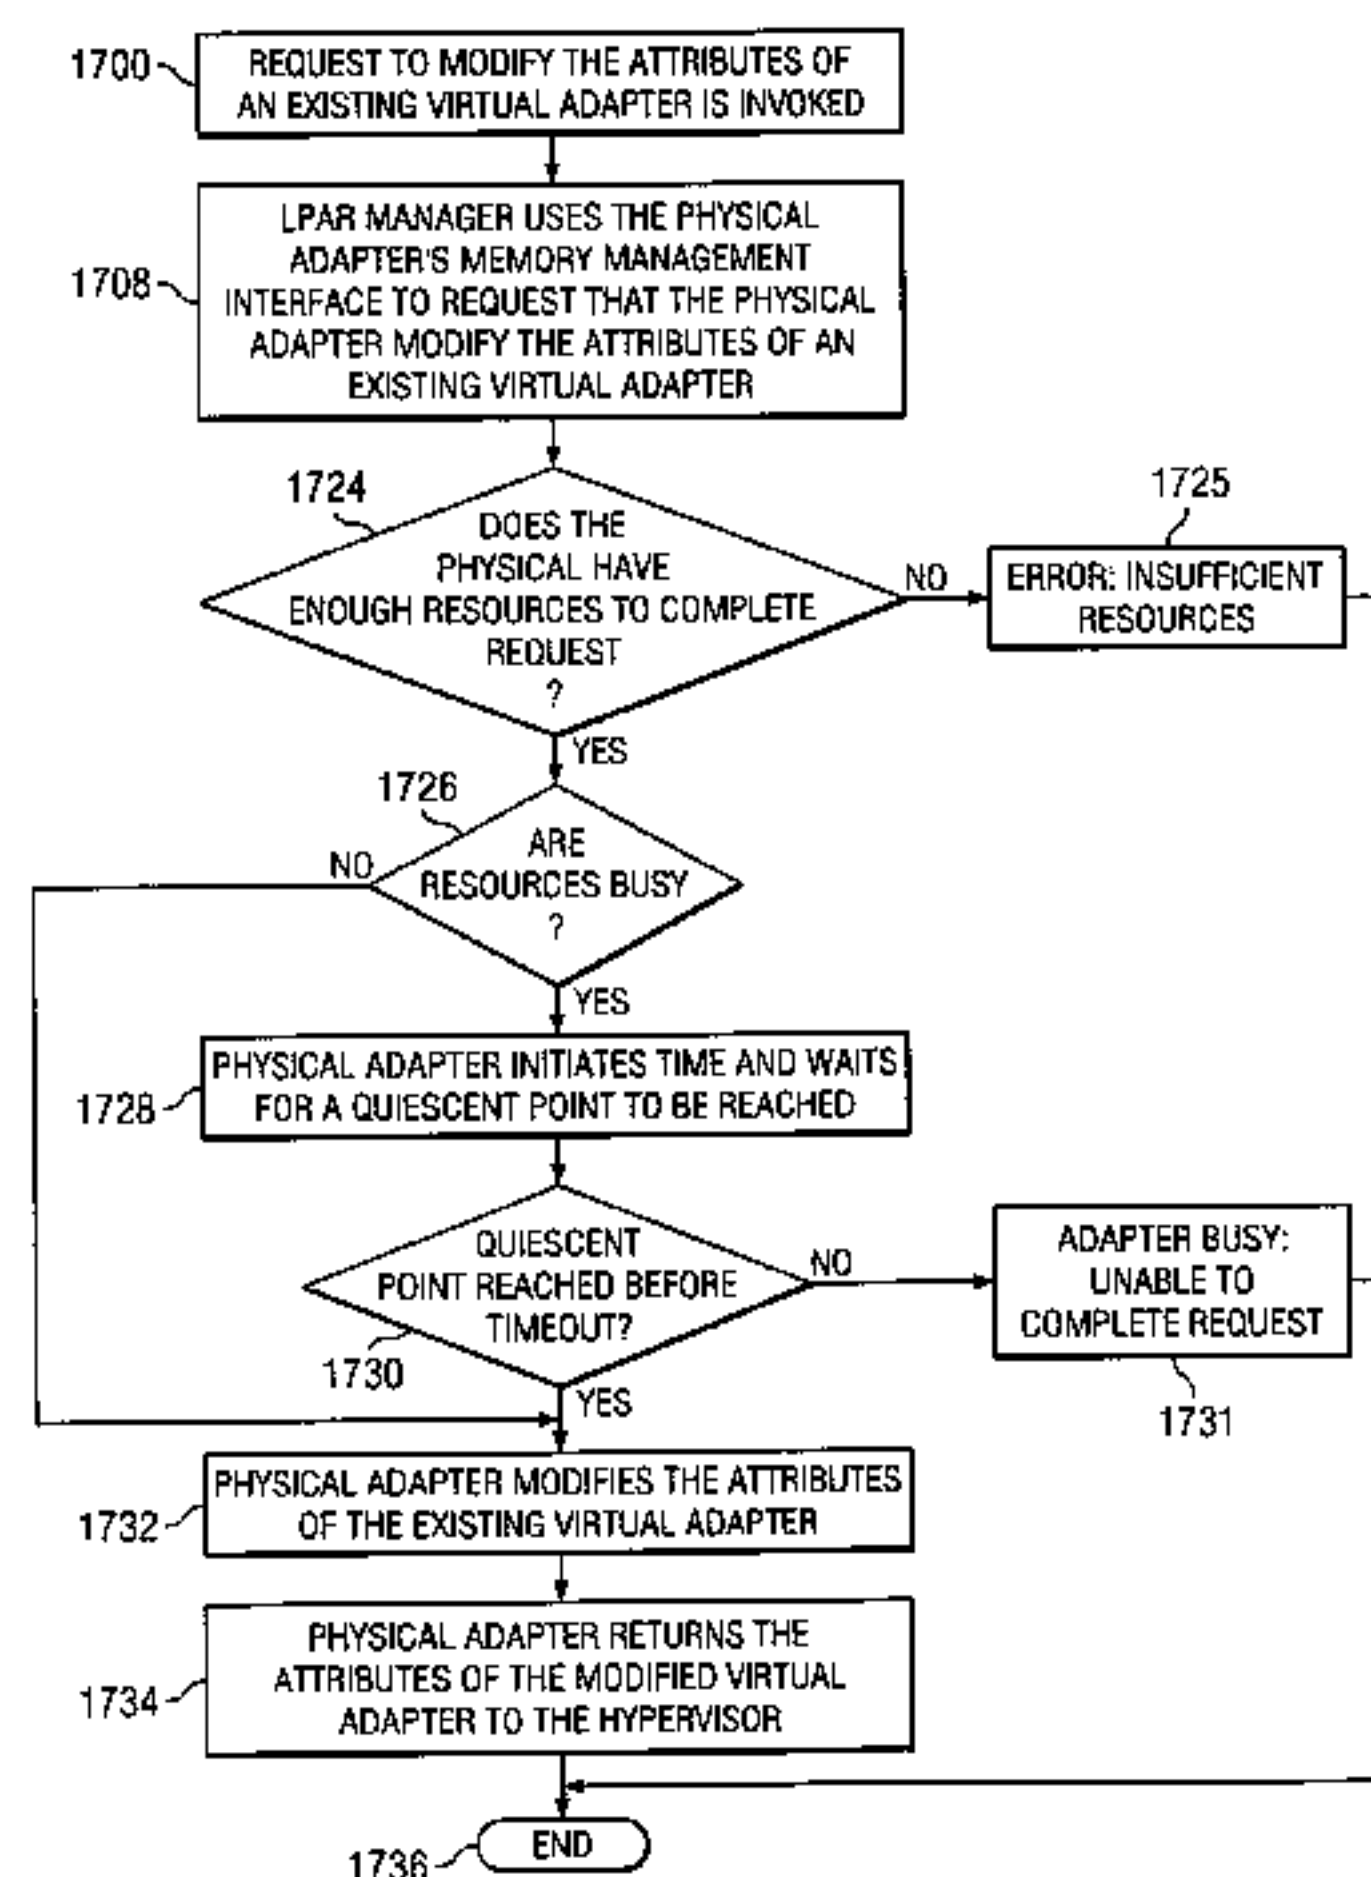 1700
REQUEST TO MODIFY THE ATTRIBUTES OF
AN EXISTING VIRTUAL ADAPTER IS INVOKED
1708
LPAR MANAGER USES THE PHYSICAL
ADAPTER'S MEMORY MANAGEMENT
INTERFACE TO REQUEST THAT THE PHYSICAL
ADAPTER MODIFY THE ATTRIBUTES OF AN
EXISTING VIRTUAL ADAPTER
1724
DOES THE
PHYSICAL HAVE
ENOUGH RESOURCES TO COMPLETE
REQUEST
?
NO
1725
ERROR: INSUFFICIENT
RESOURCES
YES
1726
ARE
RESOURCES BUSY
?
NO
YES
1728
PHYSICAL ADAPTER INITIATES TIME AND WAITS
FOR A QUIESCENT POINT TO BE REACHED
QUIESCENT
POINT REACHED BEFORE
TIMEOUT?
1730
NO
ADAPTER BUSY:
UNABLE TO
COMPLETE REQUEST
1731
YES
1732
PHYSICAL ADAPTER MODIFIES THE ATTRIBUTES
OF THE EXISTING VIRTUAL ADAPTER
1734
PHYSICAL ADAPTER RETURNS THE
ATTRIBUTES OF THE MODIFIED VIRTUAL
ADAPTER TO THE HYPERVISOR
END
1736